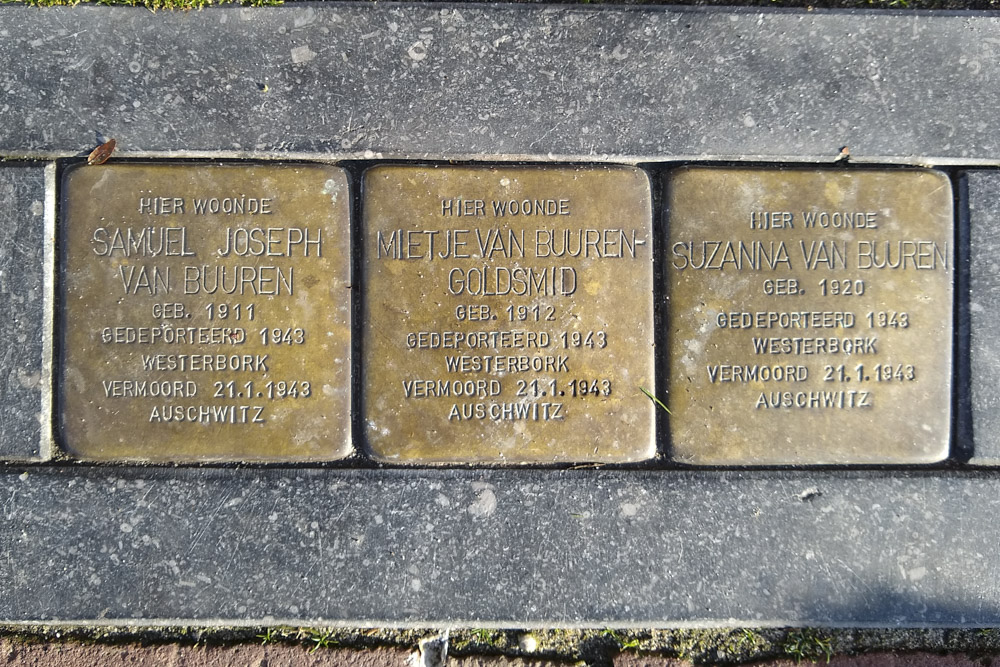 HIER WOONDE
SAMUEL JOSEPH
VAN BUUREN
GEB. 1911
GEDEPORTEERD 1943
WESTERBORK
VERMOORD 21.1.1943
AUSCHWITZ
HIER WOONDE
MIETJE VAN BUUREN-
GOLDSMID
GEB. 1912
GEDEPORTEERD 1943
WESTERBORK
VERMOORD 21.1.1943
AUSCHWITZ
HIER WOONDE
SUZANNA VAN BUUREN
GEB. 1920
GEDEPORTEERD 1943
WESTERBORK
VERMOORD 21.1.1943
AUSCHWITZ